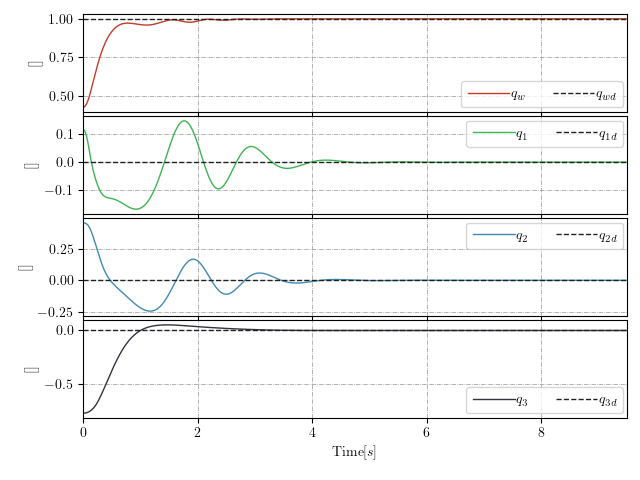 1.00
0.75
0.50
[]
q_w q_wd
0.1
0.0
−0.1
[]
q_1 q_1d
0.25
0.00
−0.25
[]
q_2 q_2d
0.0
−0.5
[]
q_3 q_3d
0 2 4 6 8
Time[s]